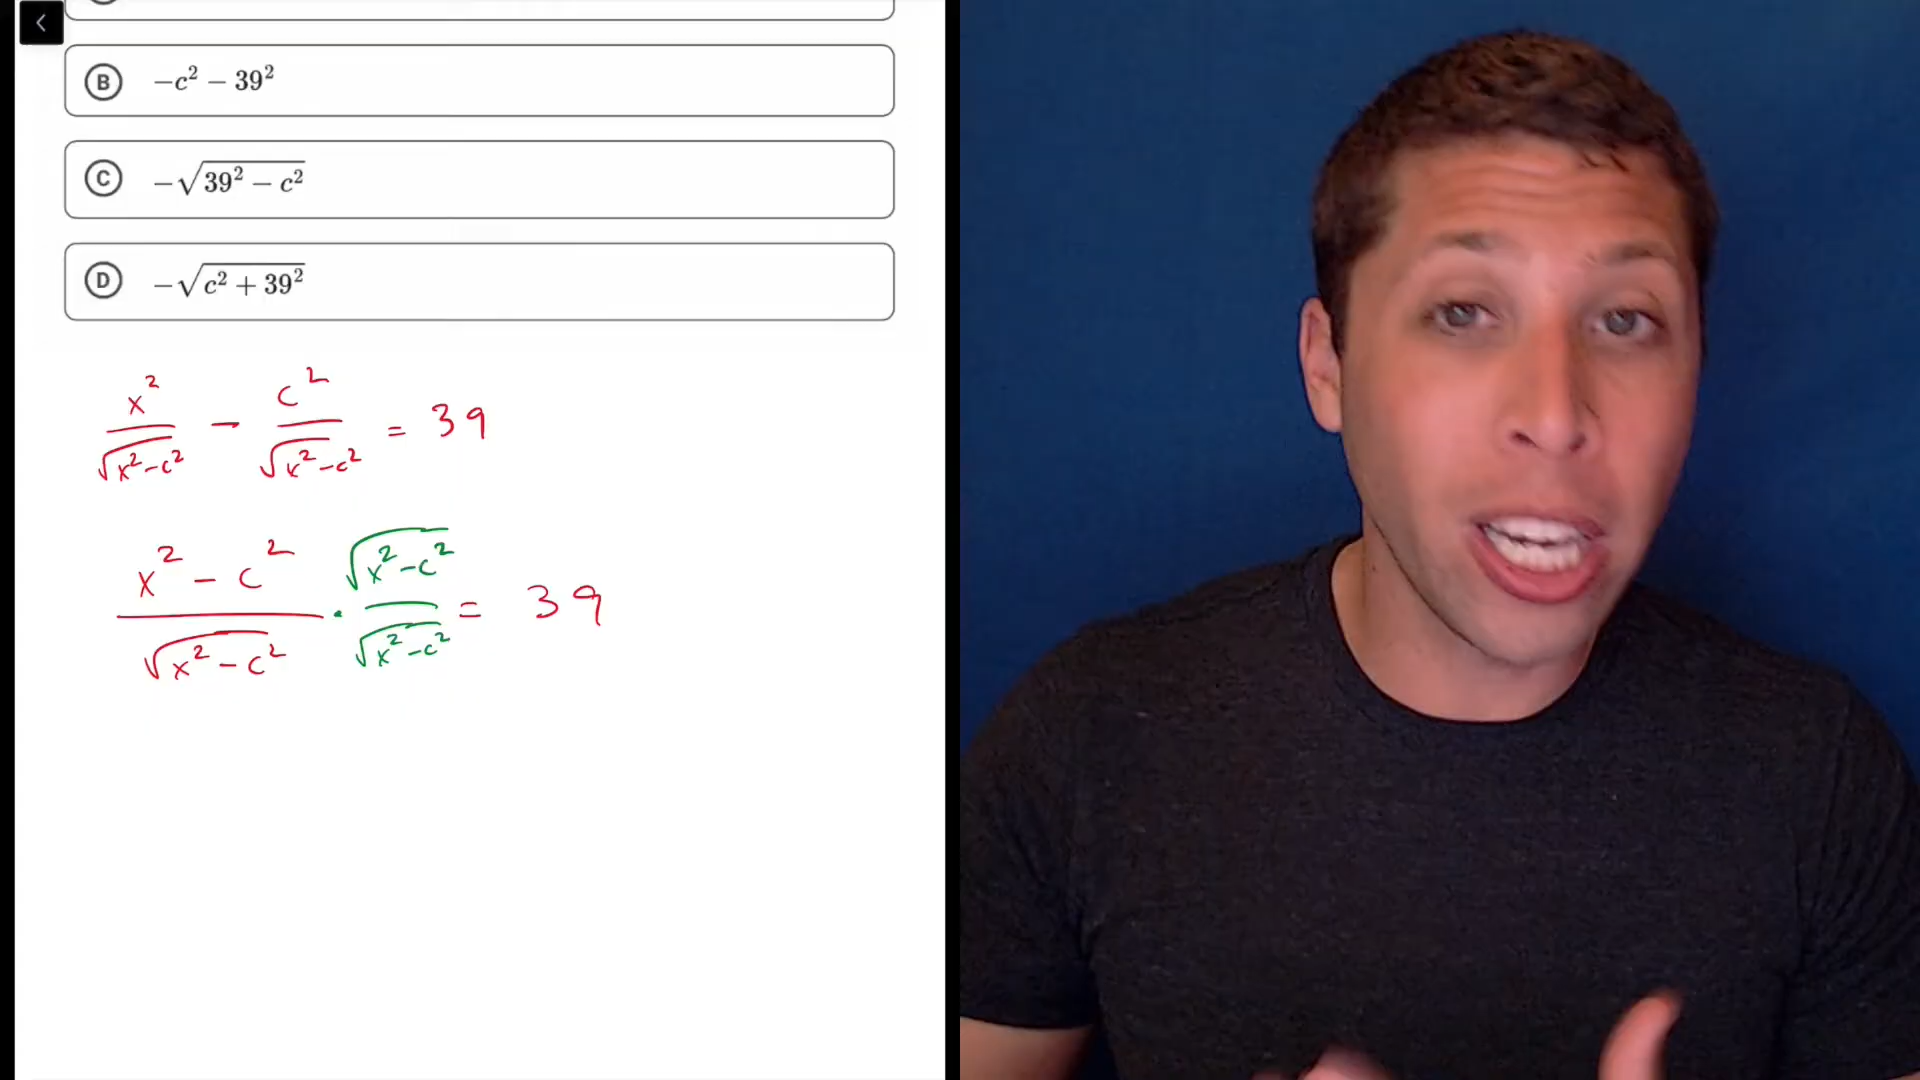 B −c² − 39²
C −√(39² − c²)
D −√(c² + 39²)
x²/√(x²−c²) − c²/√(x²−c²) = 39
(x² − c²)/√(x² − c²) · √(x²−c²)/√(x²−c²) = 39